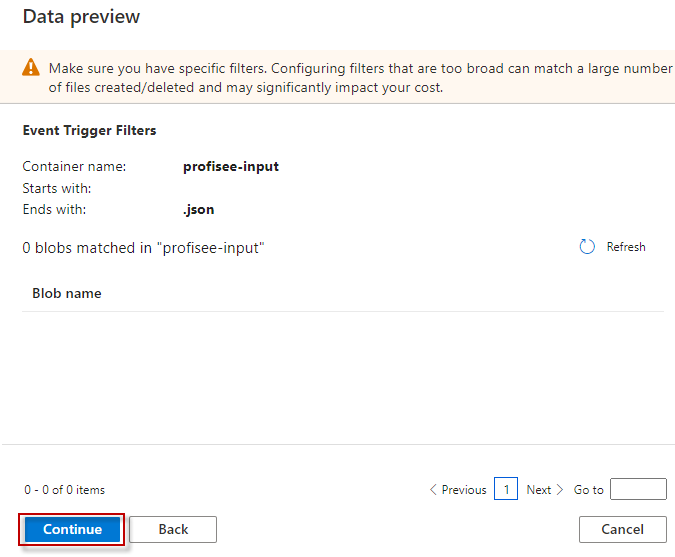 Data preview
Make sure you have specific filters. Configuring filters that are too broad can match a large number
of files created/deleted and may significantly impact your cost.
Event Trigger Filters
Container name: profisee-input
Starts with:
Ends with: .json
0 blobs matched in "profisee-input" Refresh
Blob name
0 - 0 of 0 items Previous 1 Next Go to
Continue Back Cancel